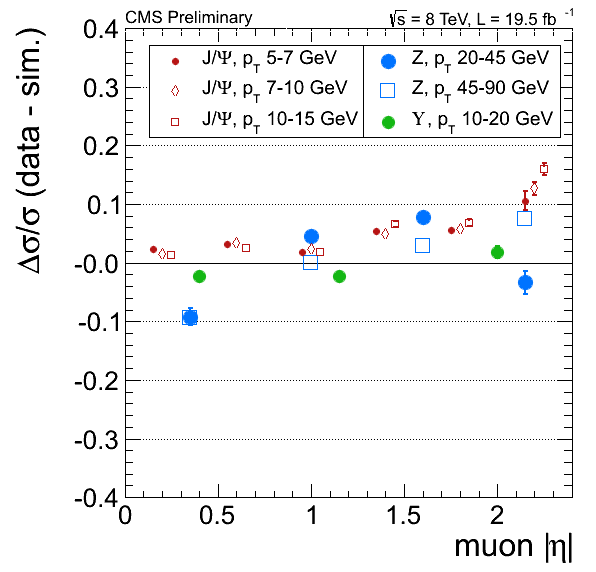 CMS Preliminary
√s = 8 TeV, L = 19.5 fb⁻¹
Δσ/σ (data - sim.)
J/Ψ, p_T 5-7 GeV
J/Ψ, p_T 7-10 GeV
J/Ψ, p_T 10-15 GeV
Z, p_T 20-45 GeV
Z, p_T 45-90 GeV
ϒ, p_T 10-20 GeV
0.4
0.3
0.2
0.1
-0.0
-0.1
-0.2
-0.3
-0.4
0
0.5
1
1.5
2
muon |η|